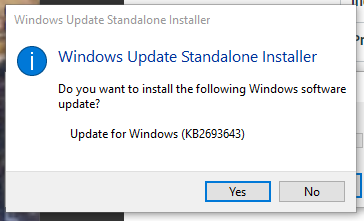 Windows Update Standalone Installer
Windows Update Standalone Installer
Do you want to install the following Windows software
update?
Update for Windows (KB2693643)
Yes
No